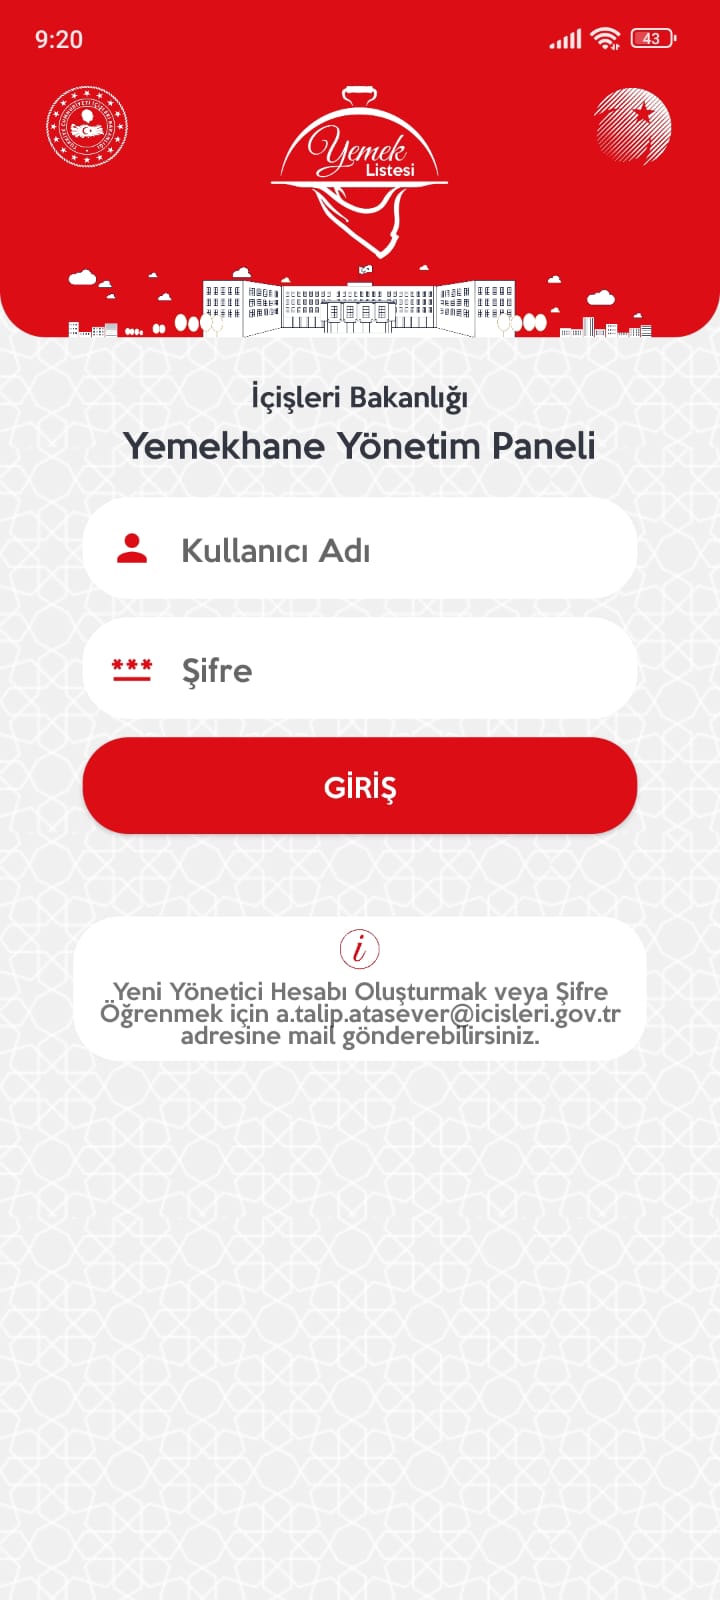 9:20
43
Yemek
Listesi
İçişleri Bakanlığı
Yemekhane Yönetim Paneli
Kullanıcı Adı
*** Şifre
GİRİŞ
i
Yeni Yönetici Hesabı Oluşturmak veya Şifre
Öğrenmek için a.talip.atasever@icisleri.gov.tr
adresine mail gönderebilirsiniz.